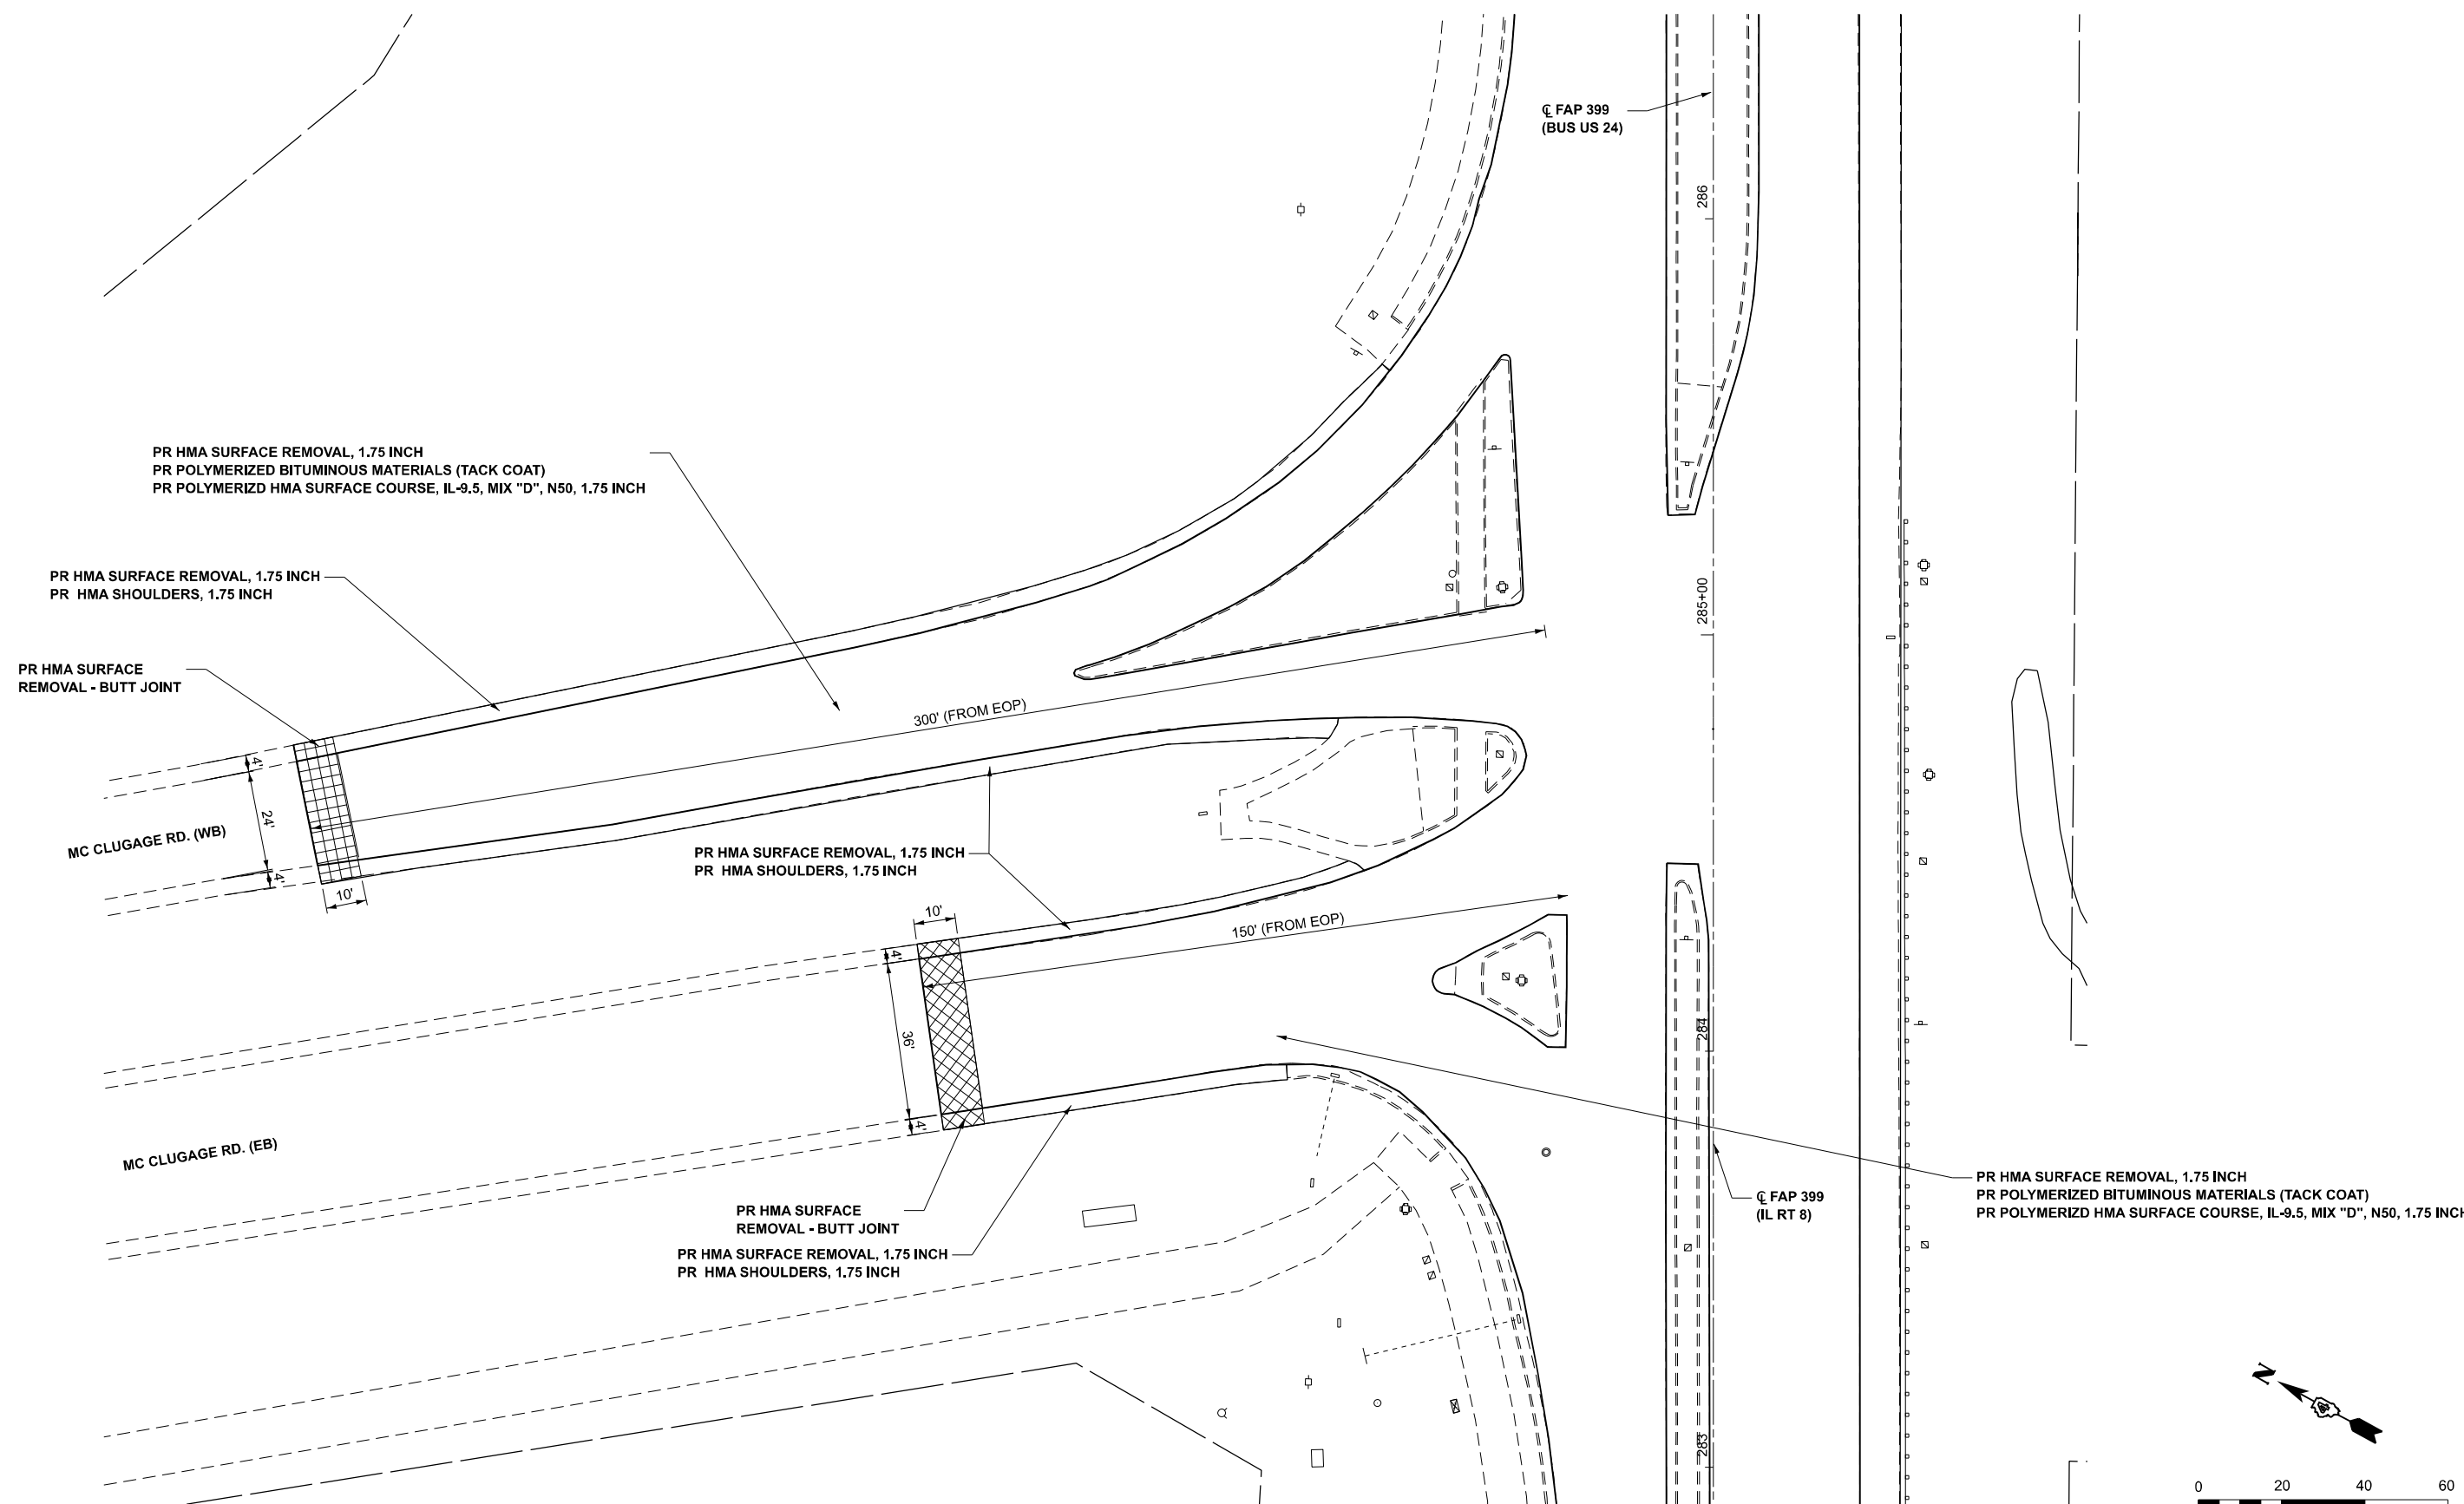 ℄ FAP 399
(BUS US 24)
286
PR HMA SURFACE REMOVAL, 1.75 INCH
PR POLYMERIZED BITUMINOUS MATERIALS (TACK COAT)
PR POLYMERIZD HMA SURFACE COURSE, IL-9.5, MIX "D", N50, 1.75 INCH
PR HMA SURFACE REMOVAL, 1.75 INCH
PR HMA SHOULDERS, 1.75 INCH
285+00
PR HMA SURFACE
REMOVAL - BUTT JOINT
300' (FROM EOP)
4'
24'
MC CLUGAGE RD. (WB)
4'
10'
PR HMA SURFACE REMOVAL, 1.75 INCH
PR HMA SHOULDERS, 1.75 INCH
10'
150' (FROM EOP)
4'
36'
284
4'
MC CLUGAGE RD. (EB)
PR HMA SURFACE
REMOVAL - BUTT JOINT
PR HMA SURFACE REMOVAL, 1.75 INCH
PR HMA SHOULDERS, 1.75 INCH
℄ FAP 399
(IL RT 8)
PR HMA SURFACE REMOVAL, 1.75 INCH
PR POLYMERIZED BITUMINOUS MATERIALS (TACK COAT)
PR POLYMERIZD HMA SURFACE COURSE, IL-9.5, MIX "D", N50, 1.75 INCH
283
N
0 20 40 60